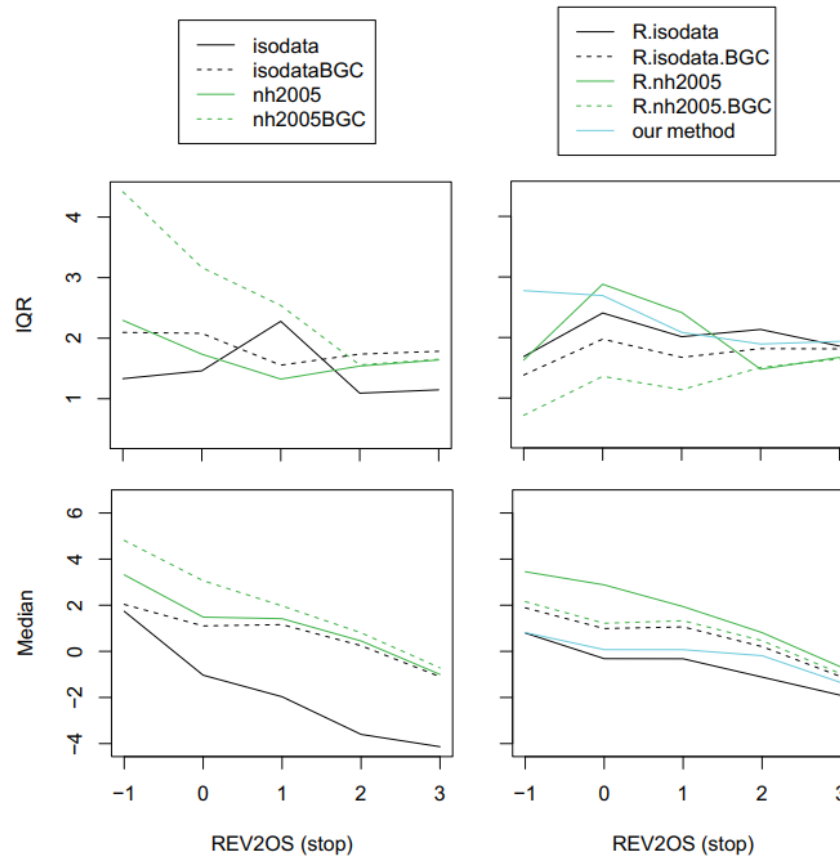 isodata
isodataBGC
nh2005
nh2005BGC
R.isodata
R.isodata.BGC
R.nh2005
R.nh2005.BGC
our method
IQR
4
3
2
1
Median
6
4
2
0
−2
−4
−1 0 1 2 3
−1 0 1 2 3
REV2OS (stop)
REV2OS (stop)